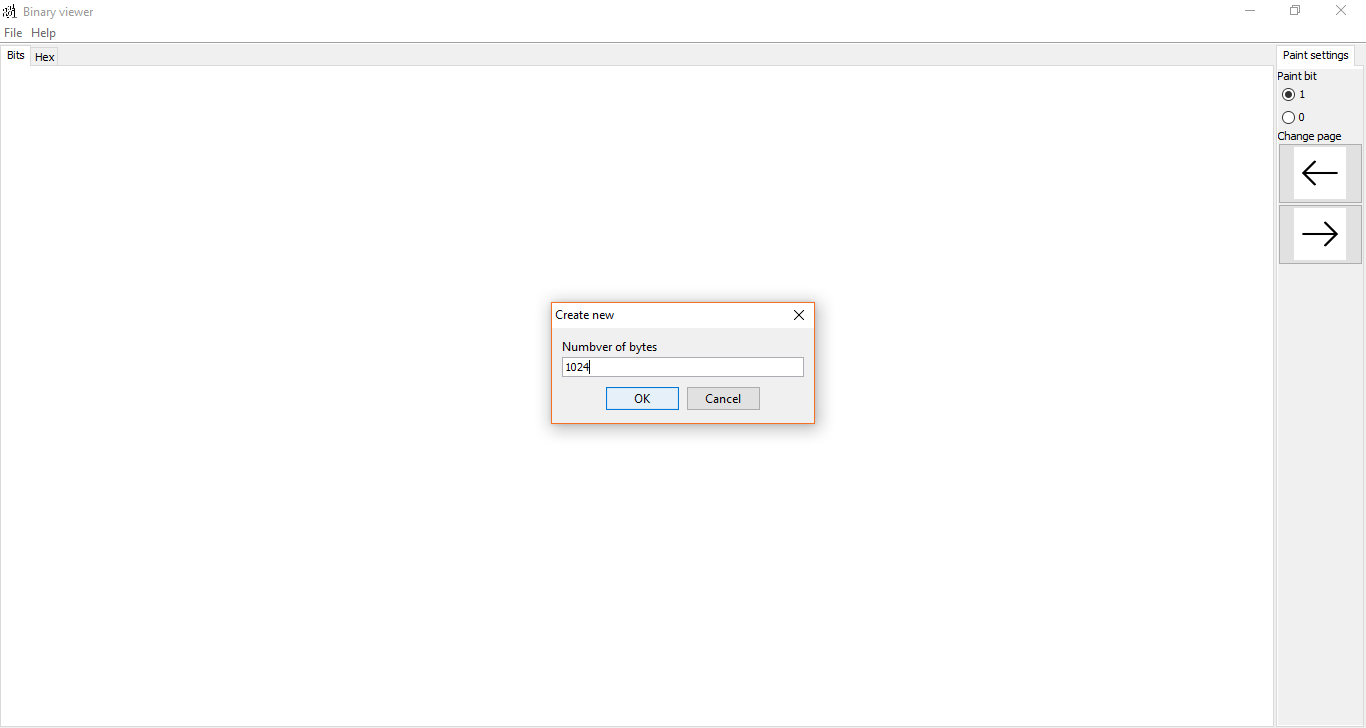 Binary viewer
File Help
Bits Hex
Paint settings
Paint bit
1
0
Change page
Create new
Numbver of bytes
1024
OK Cancel